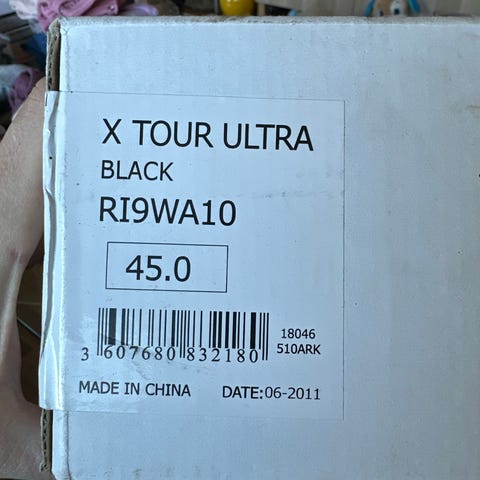 X TOUR ULTRA
BLACK
RI9WA10
45.0
3 607680 832180
18046
510ARK
MADE IN CHINA DATE:06-2011